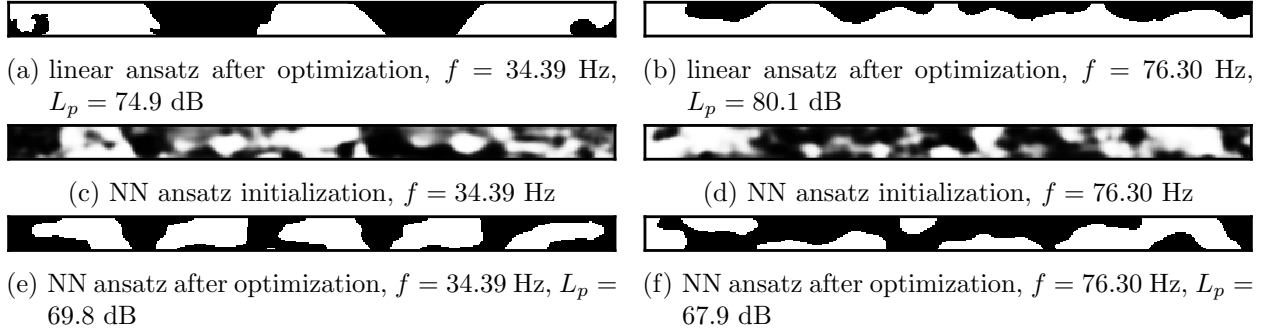 (a) linear ansatz after optimization, f = 34.39 Hz,
L_p = 74.9 dB
(b) linear ansatz after optimization, f = 76.30 Hz,
L_p = 80.1 dB
(c) NN ansatz initialization, f = 34.39 Hz
(d) NN ansatz initialization, f = 76.30 Hz
(e) NN ansatz after optimization, f = 34.39 Hz, L_p =
69.8 dB
(f) NN ansatz after optimization, f = 76.30 Hz, L_p =
67.9 dB